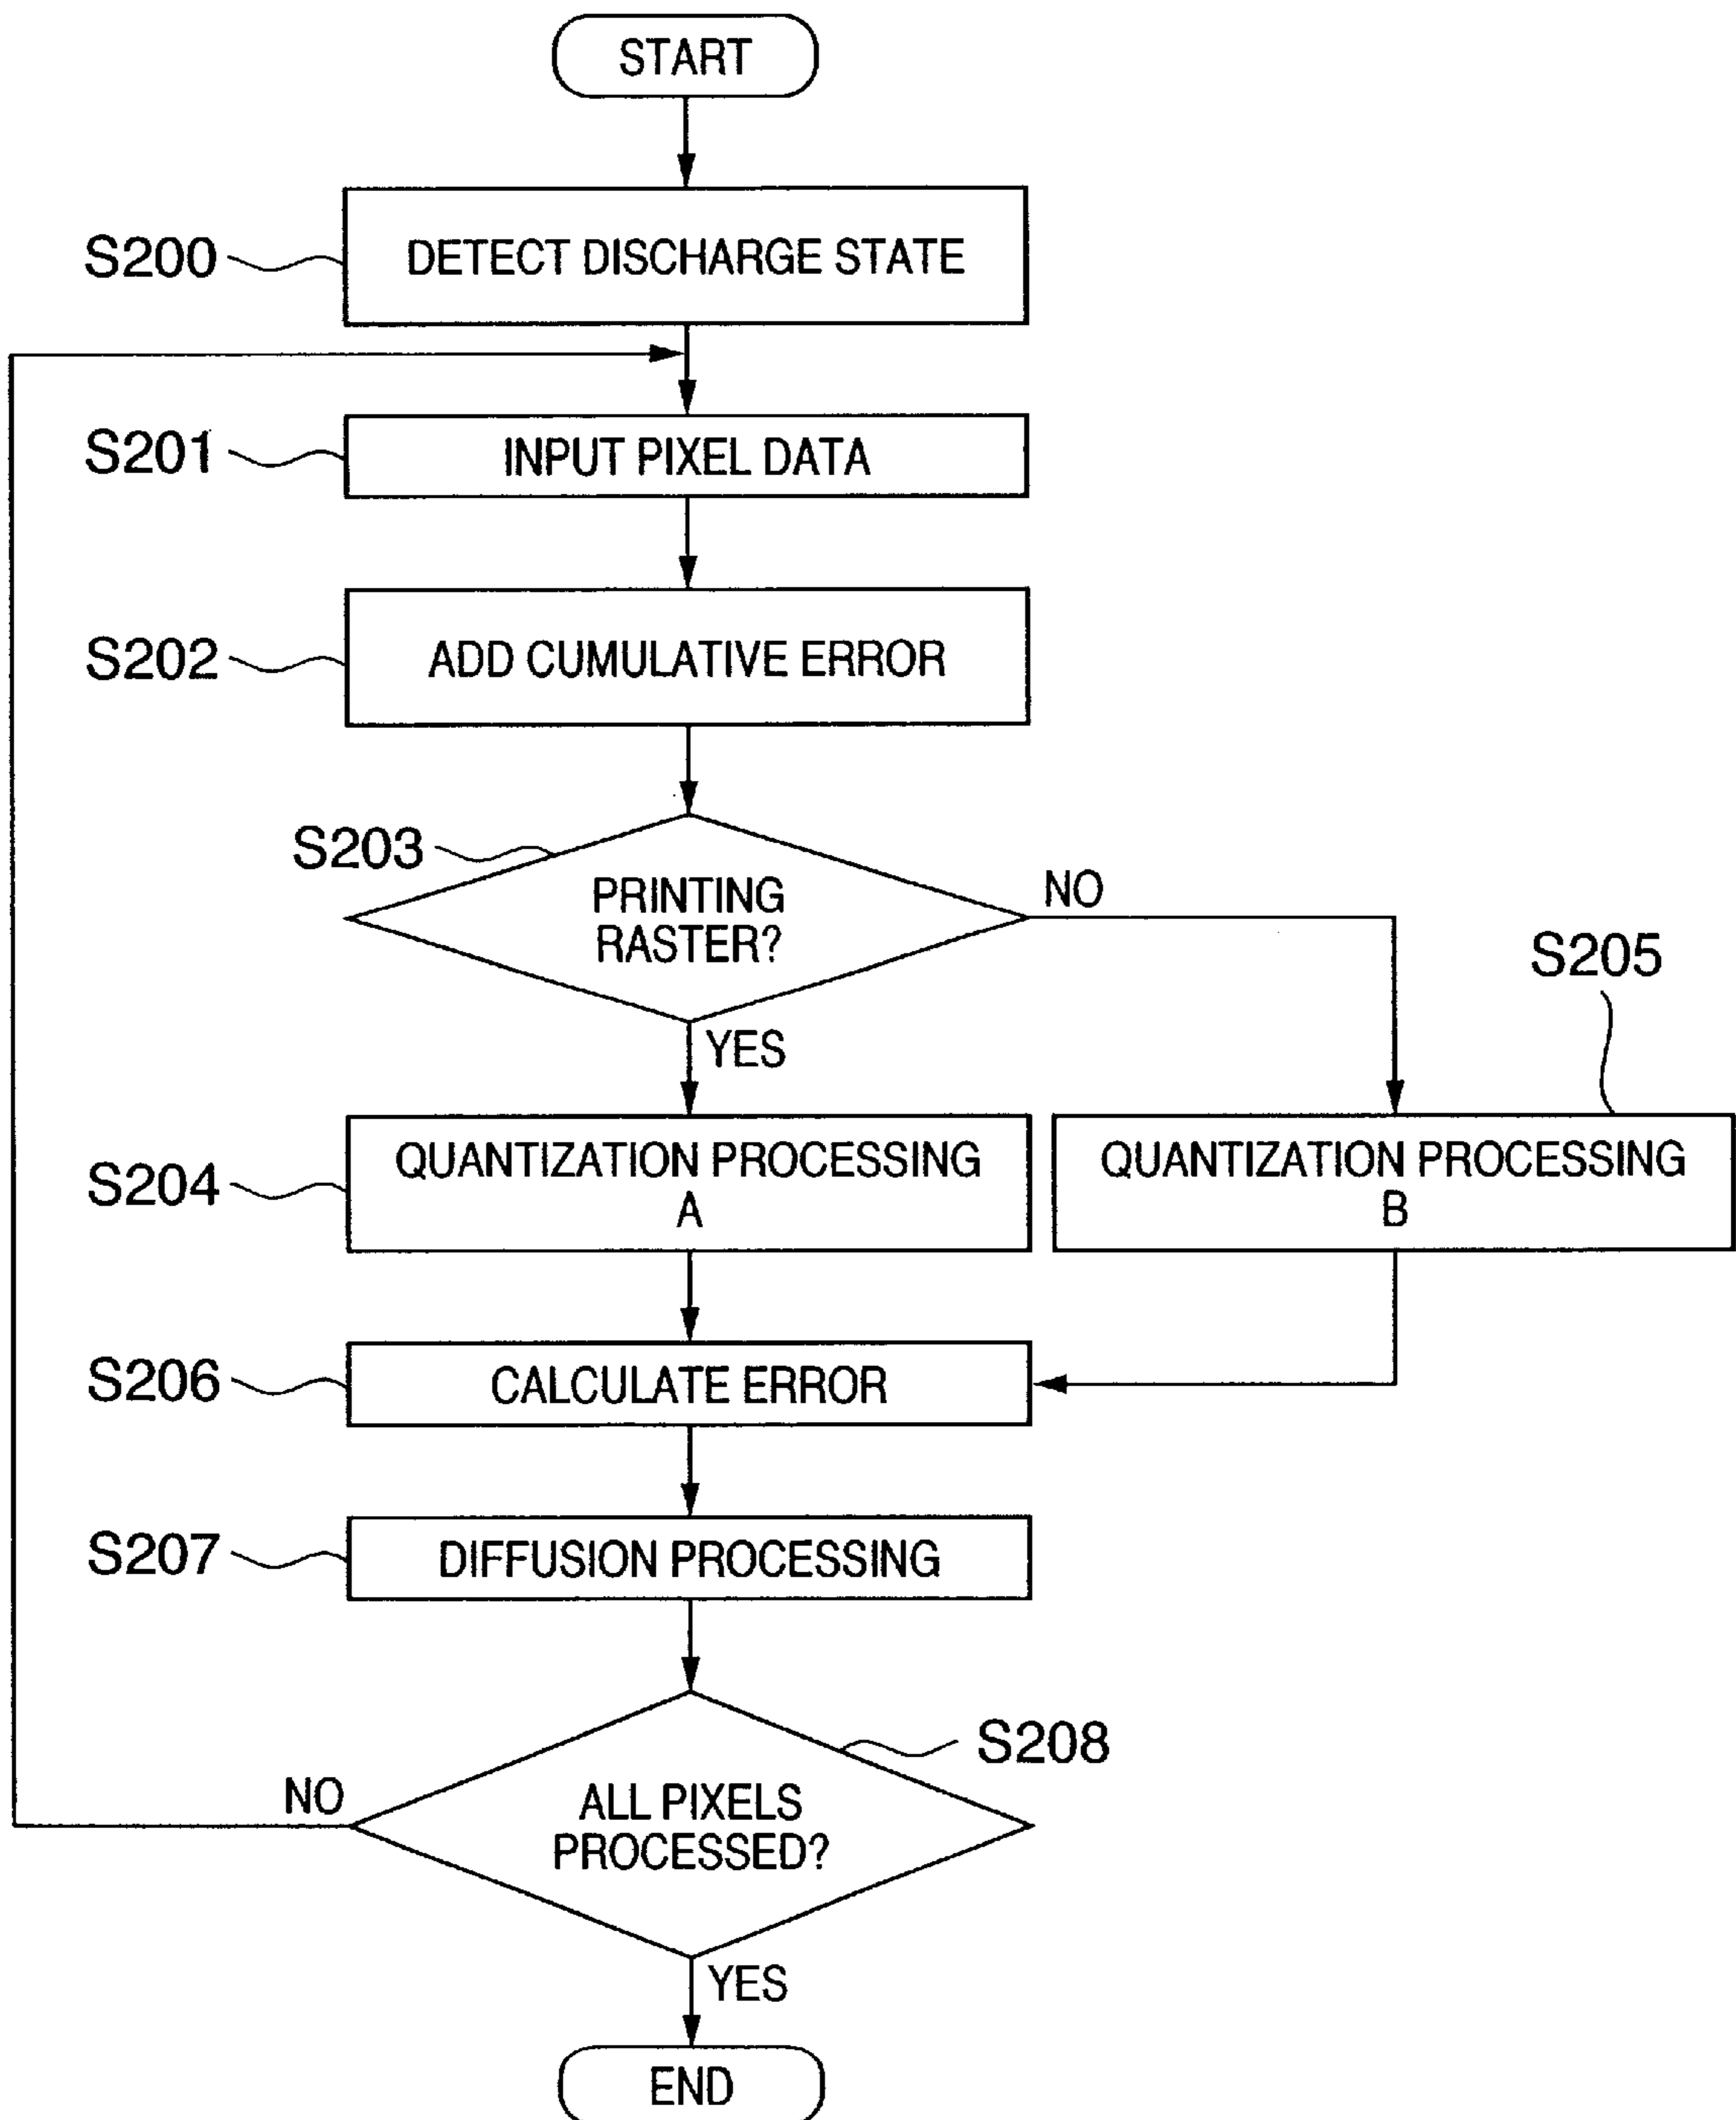 START
S200
DETECT DISCHARGE STATE
S201
INPUT PIXEL DATA
S202
ADD CUMULATIVE ERROR
S203
PRINTING
RASTER?
NO
YES
S205
S204
QUANTIZATION PROCESSING
A
QUANTIZATION PROCESSING
B
S206
CALCULATE ERROR
S207
DIFFUSION PROCESSING
S208
ALL PIXELS
PROCESSED?
NO
YES
END